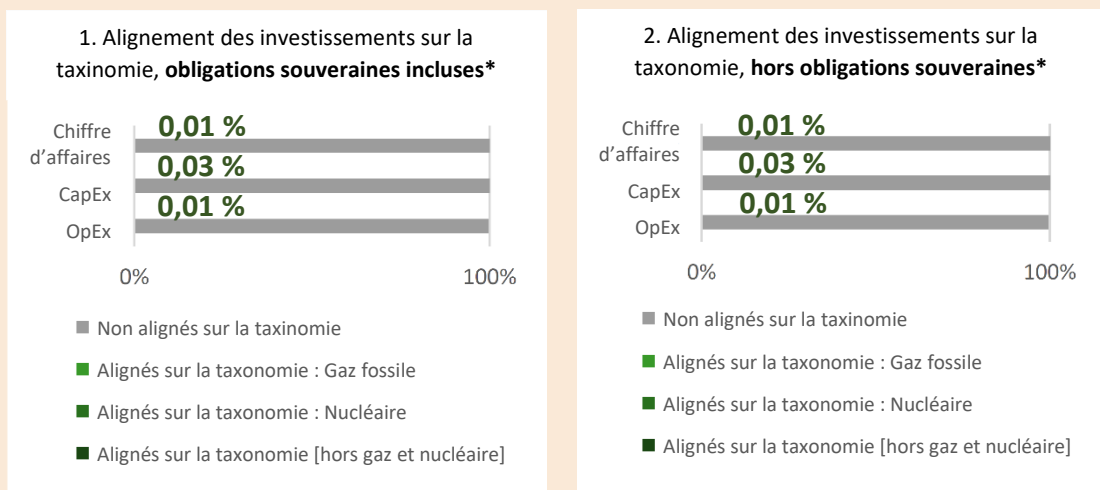 1. Alignement des investissements sur la
taxinomie, obligations souveraines incluses*
Chiffre
d'affaires
CapEx
OpEx
0,01 %
0,03 %
0,01 %
0%
100%
Non alignés sur la taxinomie
Alignés sur la taxonomie : Gaz fossile
Alignés sur la taxonomie : Nucléaire
Alignés sur la taxonomie [hors gaz et nucléaire]
2. Alignement des investissements sur la
taxonomie, hors obligations souveraines*
Chiffre
d'affaires
CapEx
OpEx
0,01 %
0,03 %
0,01 %
0%
100%
Non alignés sur la taxinomie
Alignés sur la taxonomie : Gaz fossile
Alignés sur la taxonomie : Nucléaire
Alignés sur la taxonomie [hors gaz et nucléaire]